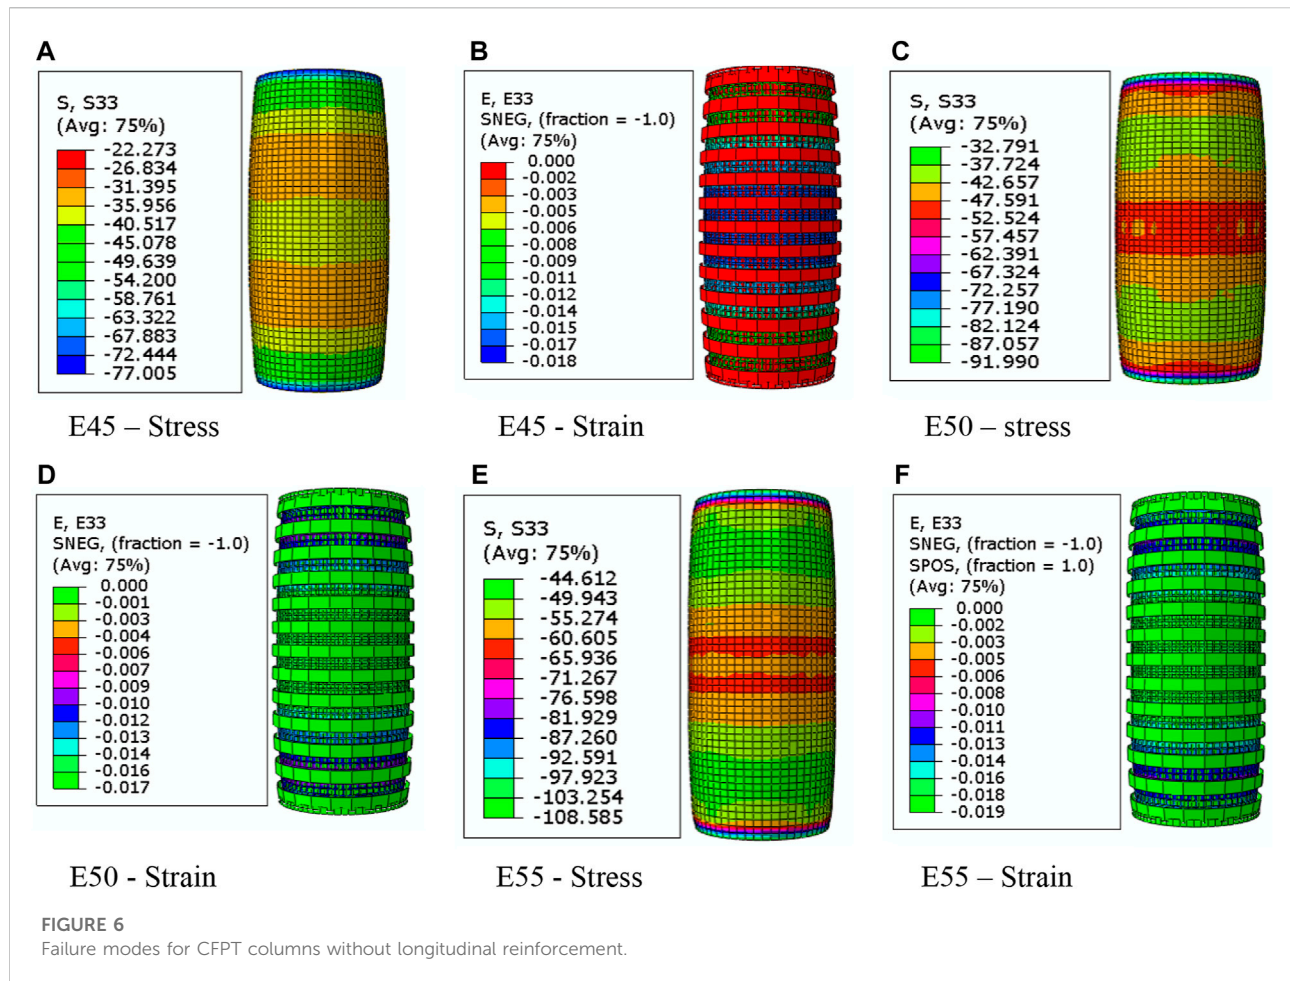 A
S, S33
(Avg: 75%)
-22.273
-26.834
-31.395
-35.956
-40.517
-45.078
-49.639
-54.200
-58.761
-63.322
-67.883
-72.444
-77.005
E45 – Stress
B
E, E33
SNEG, (fraction = -1.0)
(Avg: 75%)
0.000
-0.002
-0.003
-0.005
-0.006
-0.008
-0.009
-0.011
-0.012
-0.014
-0.015
-0.017
-0.018
E45 - Strain
C
S, S33
(Avg: 75%)
-32.791
-37.724
-42.657
-47.591
-52.524
-57.457
-62.391
-67.324
-72.257
-77.190
-82.124
-87.057
-91.990
E50 – stress
D
E, E33
SNEG, (fraction = -1.0)
(Avg: 75%)
0.000
-0.001
-0.003
-0.004
-0.006
-0.007
-0.009
-0.010
-0.012
-0.013
-0.014
-0.016
-0.017
E50 - Strain
E
S, S33
(Avg: 75%)
-44.612
-49.943
-55.274
-60.605
-65.936
-71.267
-76.598
-81.929
-87.260
-92.591
-97.923
-103.254
-108.585
E55 - Stress
F
E, E33
SNEG, (fraction = -1.0)
SPOS, (fraction = 1.0)
(Avg: 75%)
0.000
-0.002
-0.003
-0.005
-0.006
-0.008
-0.010
-0.011
-0.013
-0.014
-0.016
-0.018
-0.019
E55 – Strain
FIGURE 6
Failure modes for CFPT columns without longitudinal reinforcement.